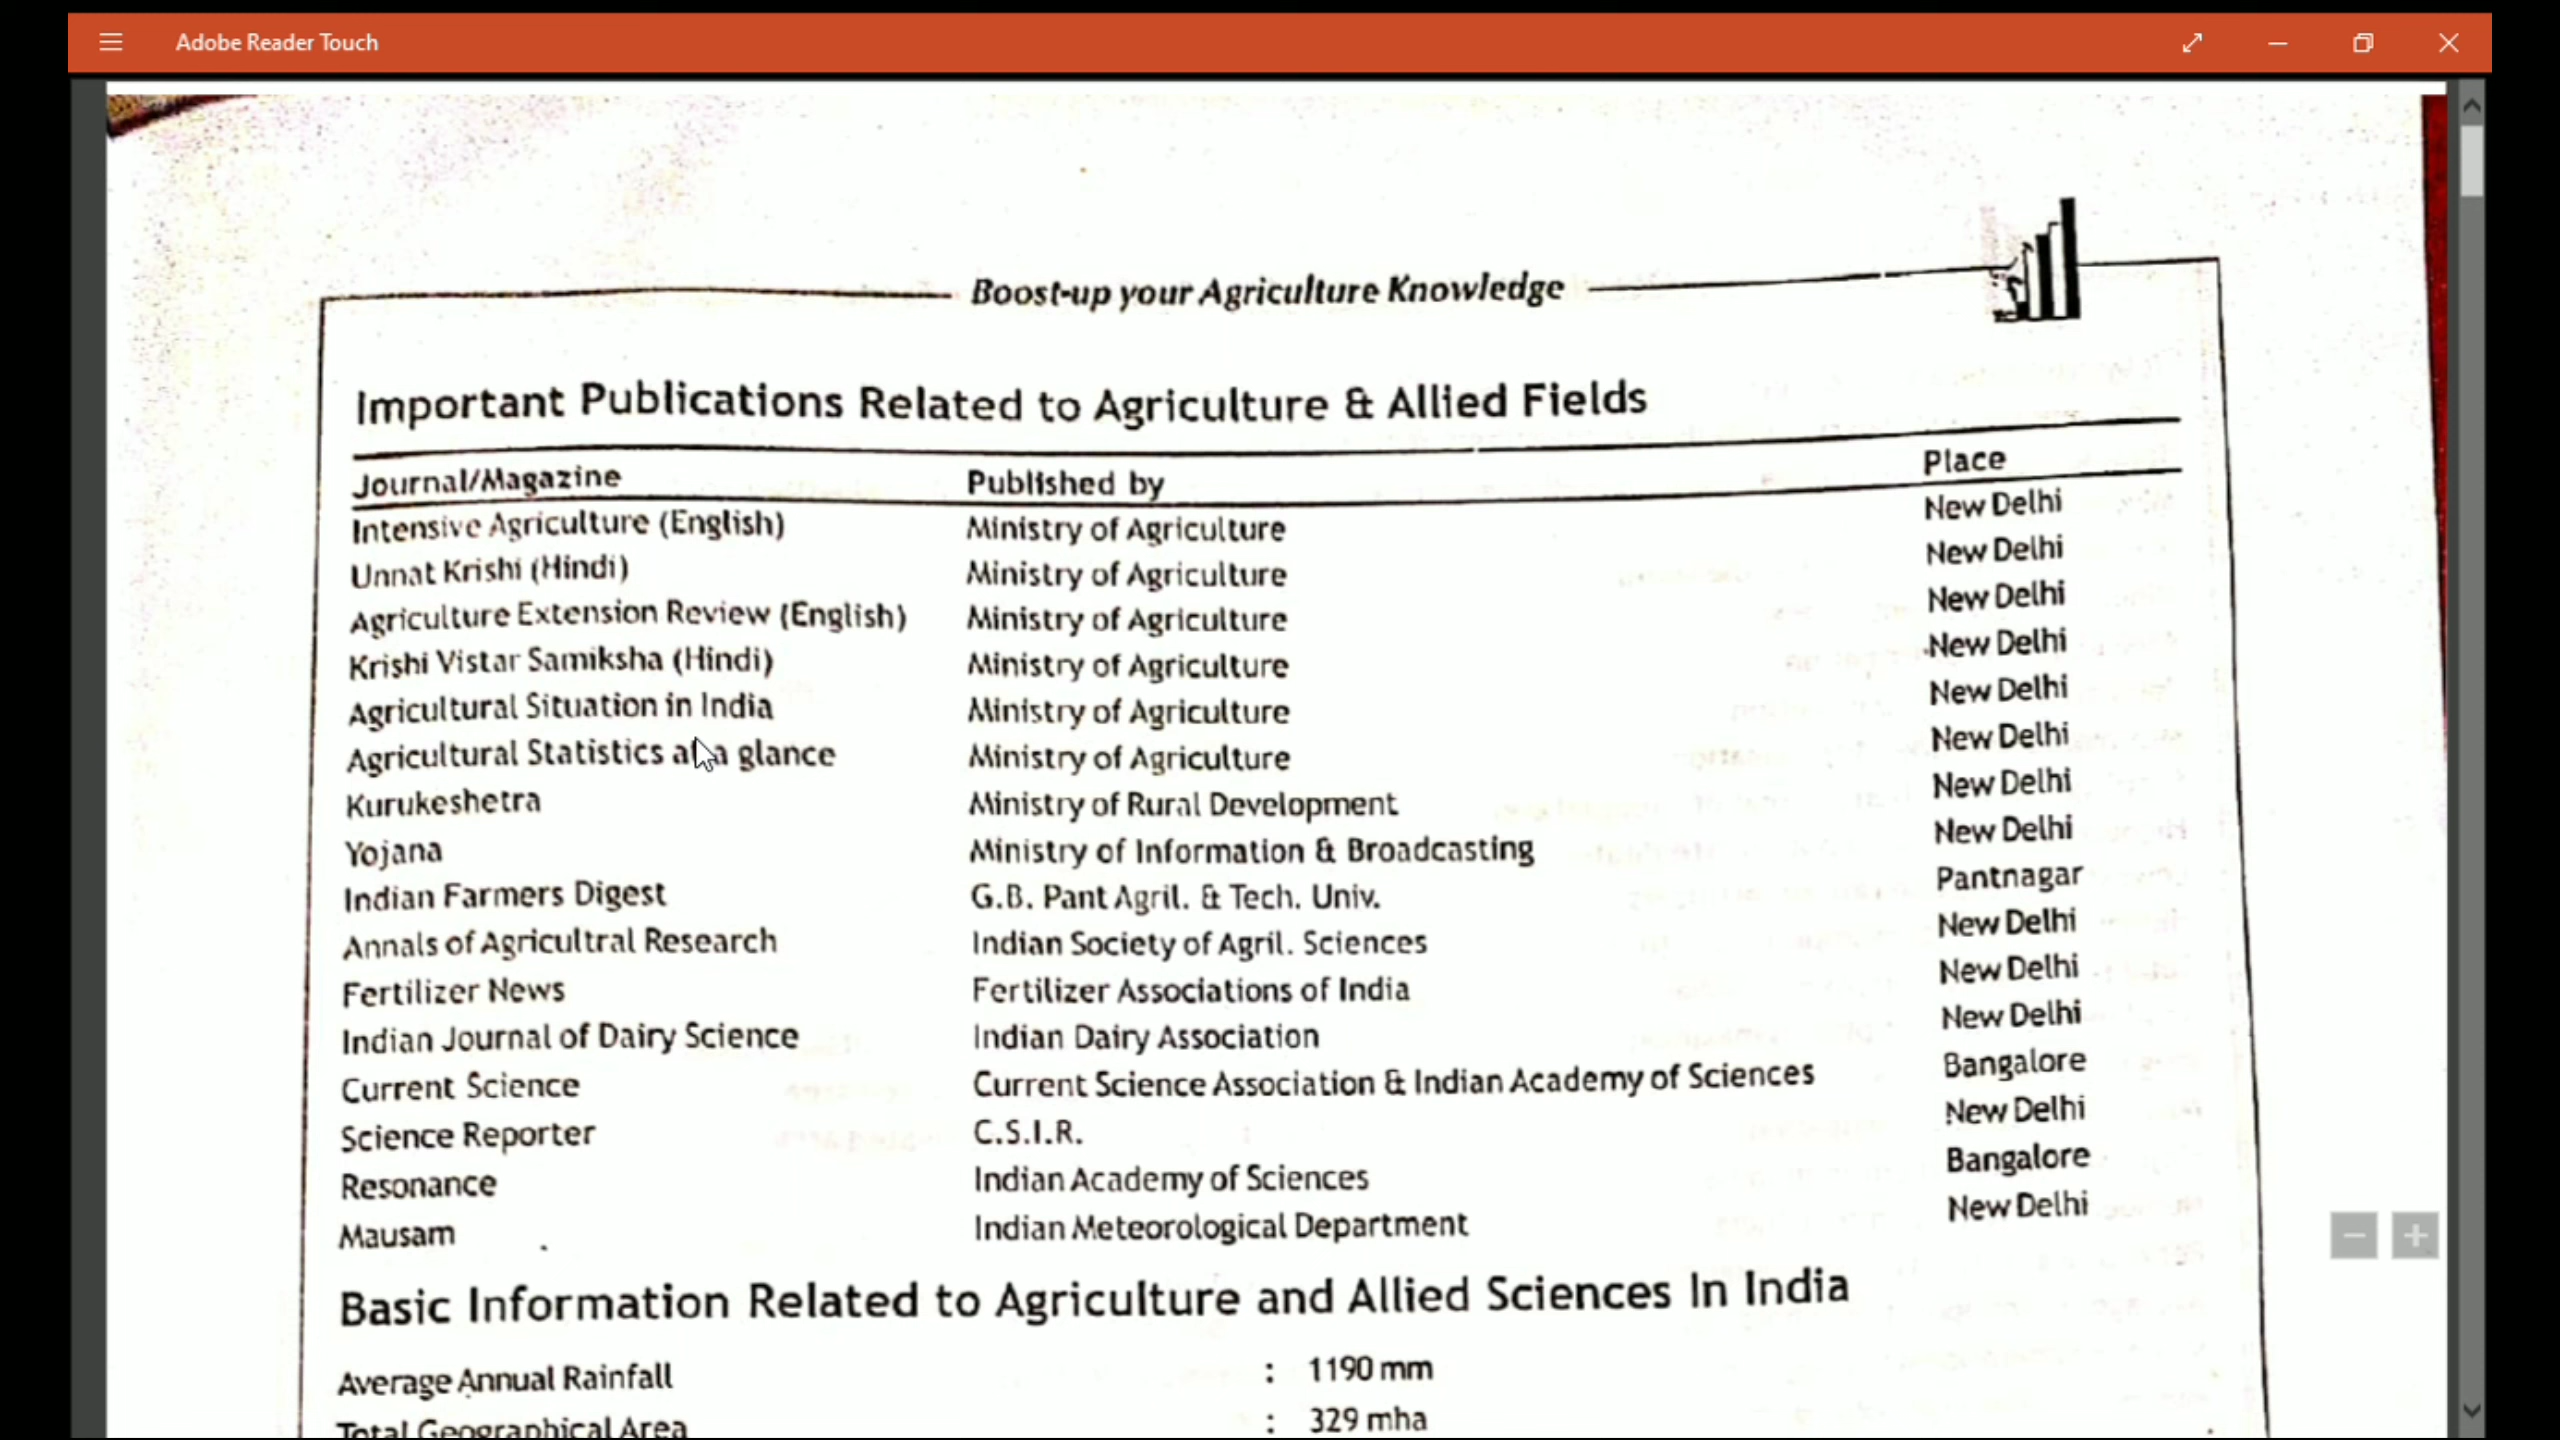 Adobe Reader Touch
Boost-up your Agriculture Knowledge
Important Publications Related to Agriculture & Allied Fields
Journal/Magazine Published by Place
Intensive Agriculture (English) Ministry of Agriculture New Delhi
Unnat Krishi (Hindi) Ministry of Agriculture New Delhi
Agriculture Extension Review (English) Ministry of Agriculture New Delhi
Krishi Vistar Samiksha (Hindi) Ministry of Agriculture New Delhi
Agricultural Situation in India Ministry of Agriculture New Delhi
Agricultural Statistics at a glance Ministry of Agriculture New Delhi
Kurukeshetra Ministry of Rural Development New Delhi
Yojana Ministry of Information & Broadcasting New Delhi
Indian Farmers Digest G.B. Pant Agril. & Tech. Univ. Pantnagar
Annals of Agricultral Research Indian Society of Agril. Sciences New Delhi
Fertilizer News Fertilizer Associations of India New Delhi
Indian Journal of Dairy Science Indian Dairy Association New Delhi
Current Science Current Science Association & Indian Academy of Sciences Bangalore
Science Reporter C.S.I.R. New Delhi
Resonance Indian Academy of Sciences Bangalore
Mausam Indian Meteorological Department New Delhi
Basic Information Related to Agriculture and Allied Sciences In India
Average Annual Rainfall : 1190 mm
Total Geographical Area : 329 mha